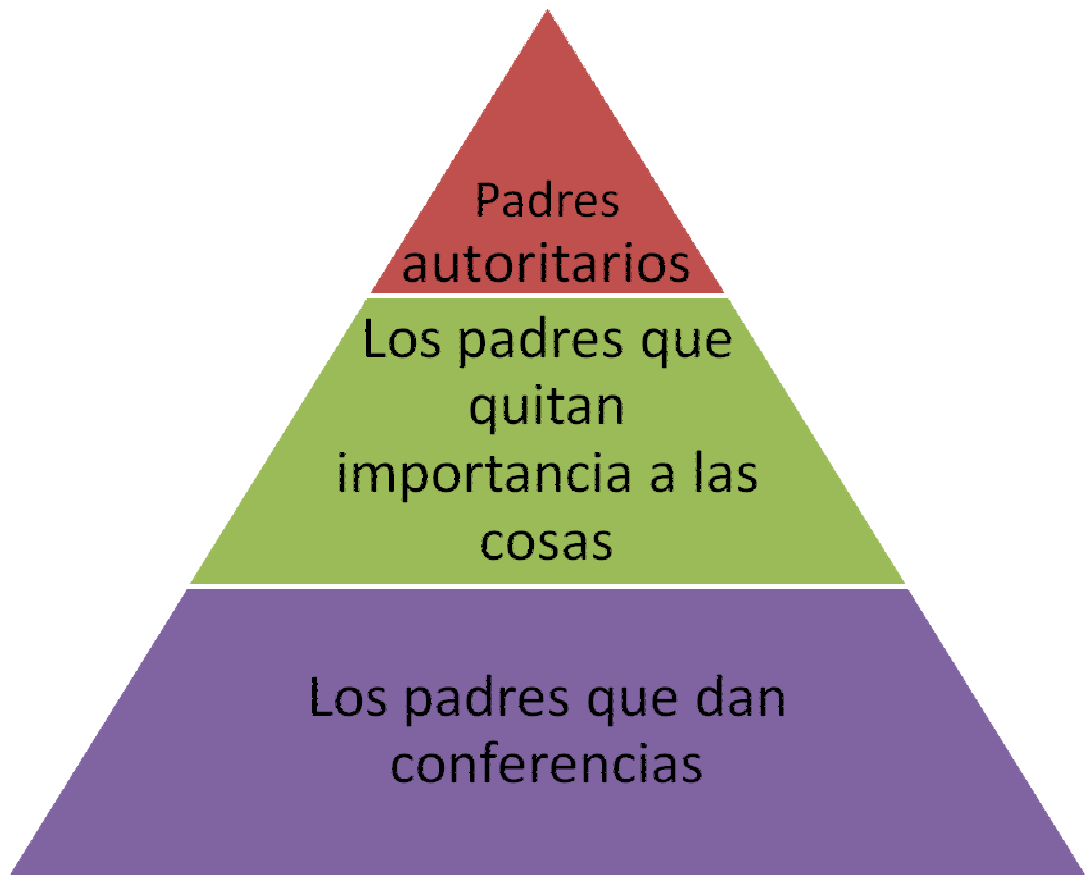 Padres
autoritarios
Los padres que
quitan
importancia a las
cosas
Los padres que dan
conferencias